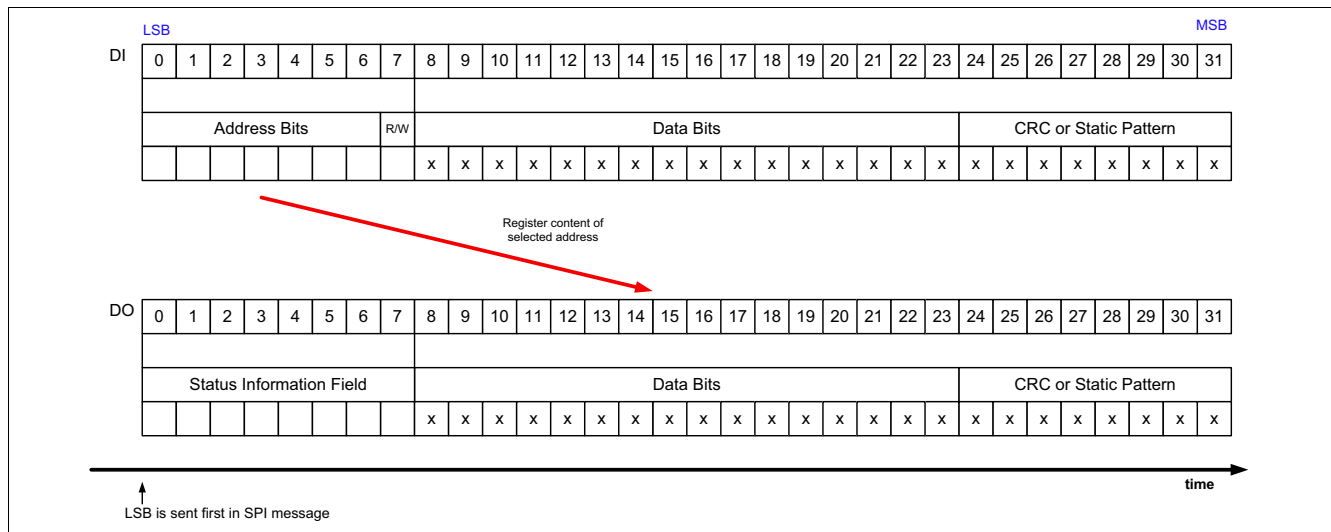 LSB MSB
DI 0 1 2 3 4 5 6 7 8 9 10 11 12 13 14 15 16 17 18 19 20 21 22 23 24 25 26 27 28 29 30 31
Address Bits R/W Data Bits CRC or Static Pattern
x x x x x x x x x x x x x x x x x x x x x x x x
Register content of
selected address
DO 0 1 2 3 4 5 6 7 8 9 10 11 12 13 14 15 16 17 18 19 20 21 22 23 24 25 26 27 28 29 30 31
Status Information Field Data Bits CRC or Static Pattern
x x x x x x x x x x x x x x x x x x x x x x x x
time
LSB is sent first in SPI message